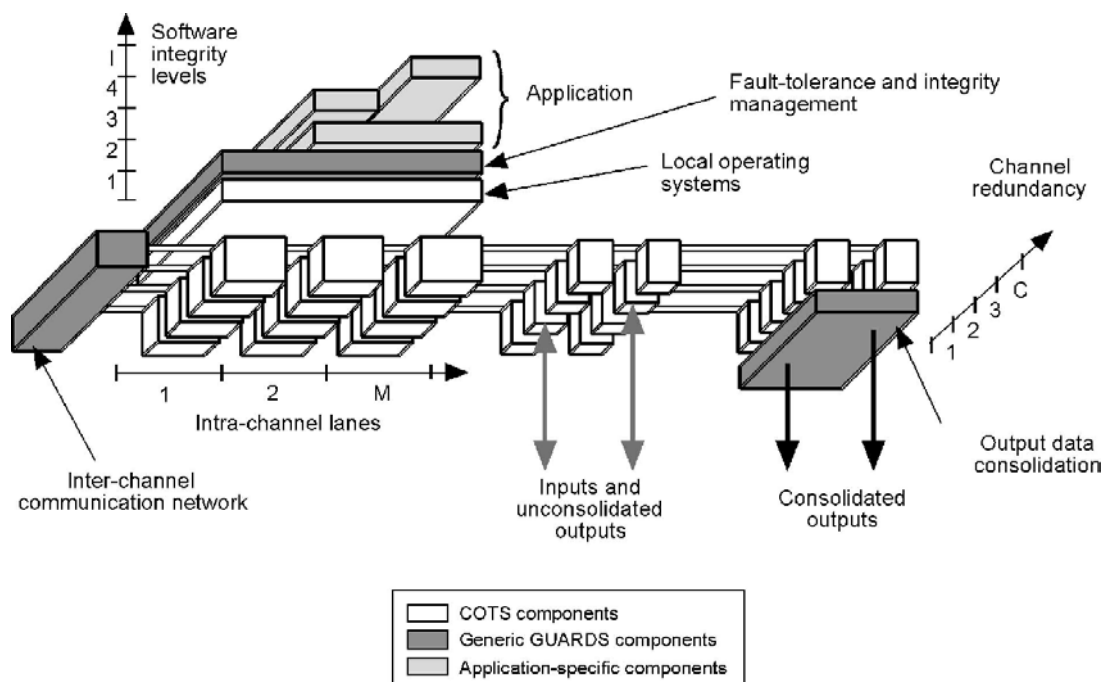 Software
integrity
levels
I
4
3
2
1
Application
Fault-tolerance and integrity
management
Local operating
systems
Channel
redundancy
C
3
2
1
1
2
M
Intra-channel lanes
Inter-channel
communication network
Inputs and
unconsolidated
outputs
Consolidated
outputs
Output data
consolidation
COTS components
Generic GUARDS components
Application-specific components